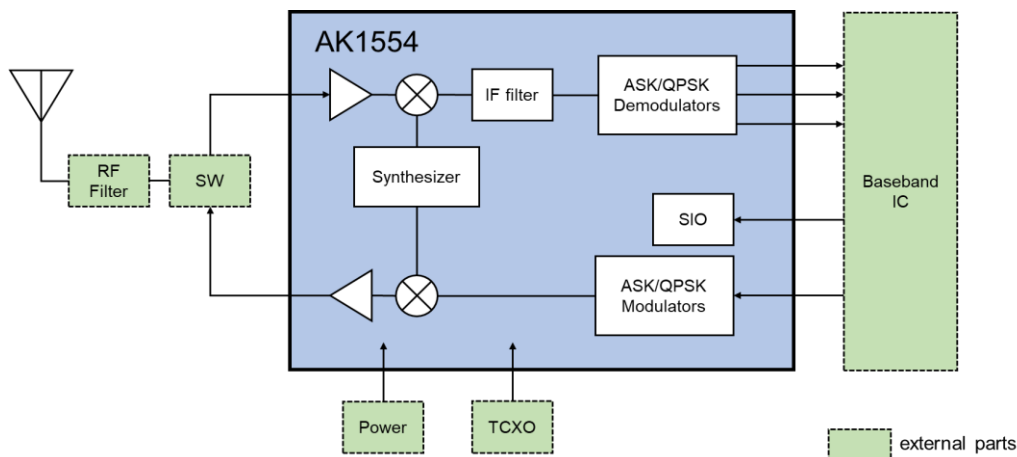 AK1554
IF filter
ASK/QPSK
Demodulators
RF
Filter
SW
Synthesizer
Baseband
IC
SIO
ASK/QPSK
Modulators
Power
TCXO
external parts